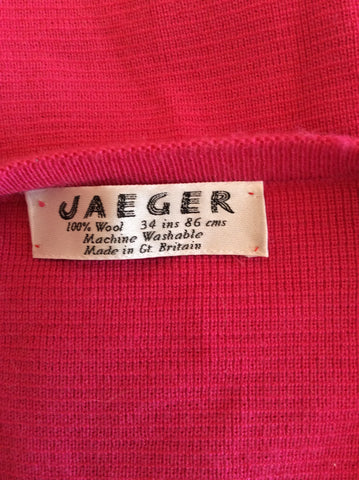 JAEGER
100% Wool 34 ins 86 cms
Machine Washable
Made in Gt. Britain